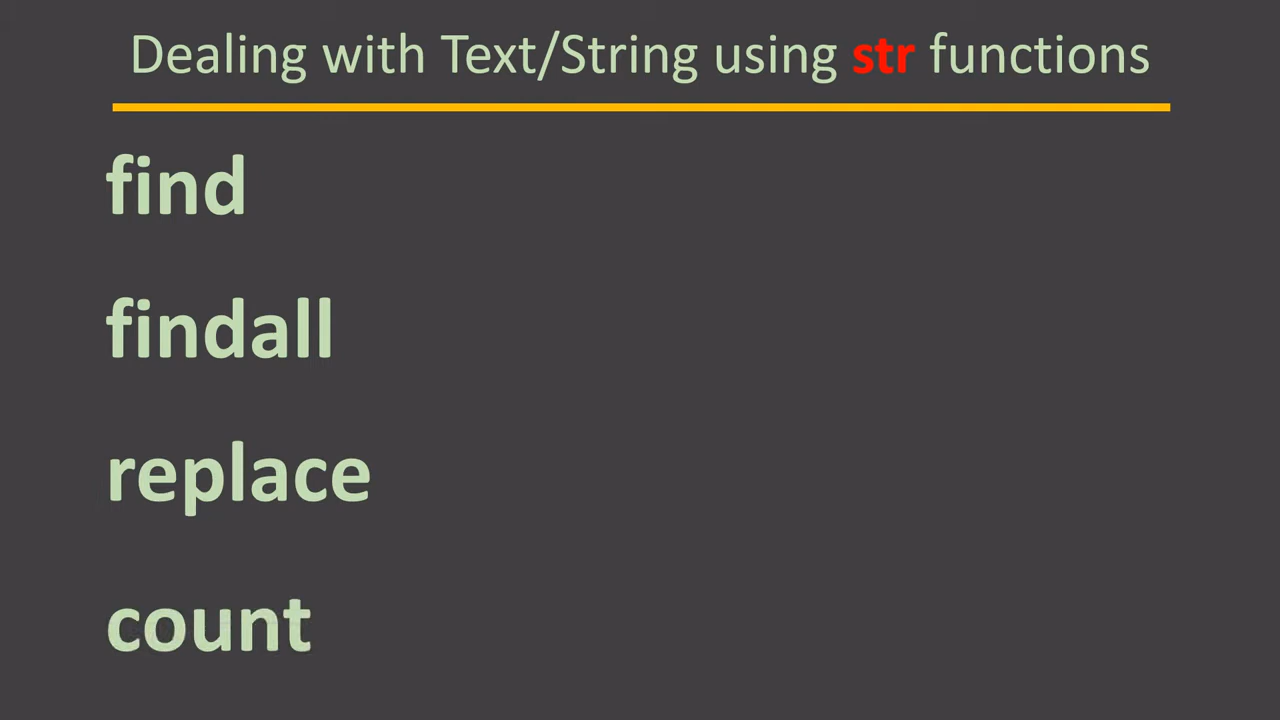 Dealing with Text/String using str functions
find
findall
replace
count